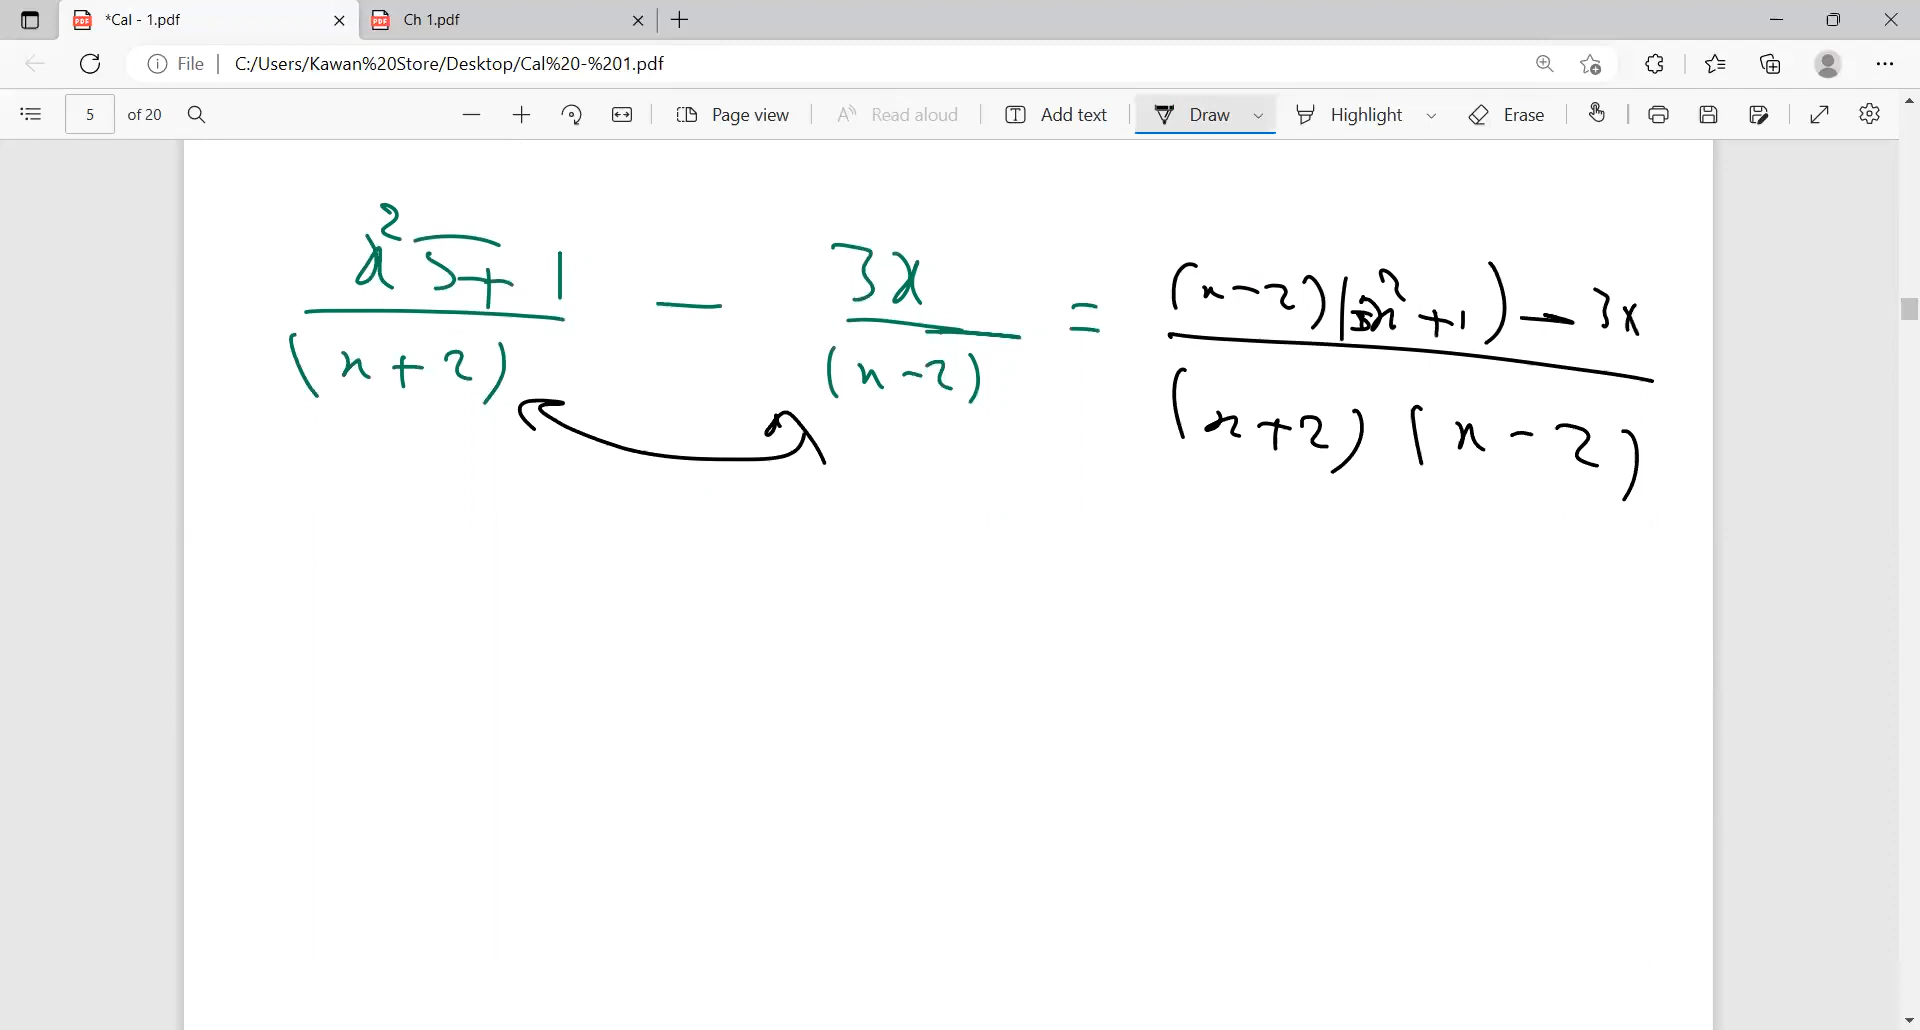 *Cal - 1.pdf
Ch 1.pdf
File | C:/Users/Kawan%20Store/Desktop/Cal%20-%201.pdf
5 of 20
Page view
Read aloud
Add text
Draw
Highlight
Erase
x² 5+ 1 — 3x = (x-2)(x²+1) - 3x
(x+2) (x-2) (x+2) (x-2)